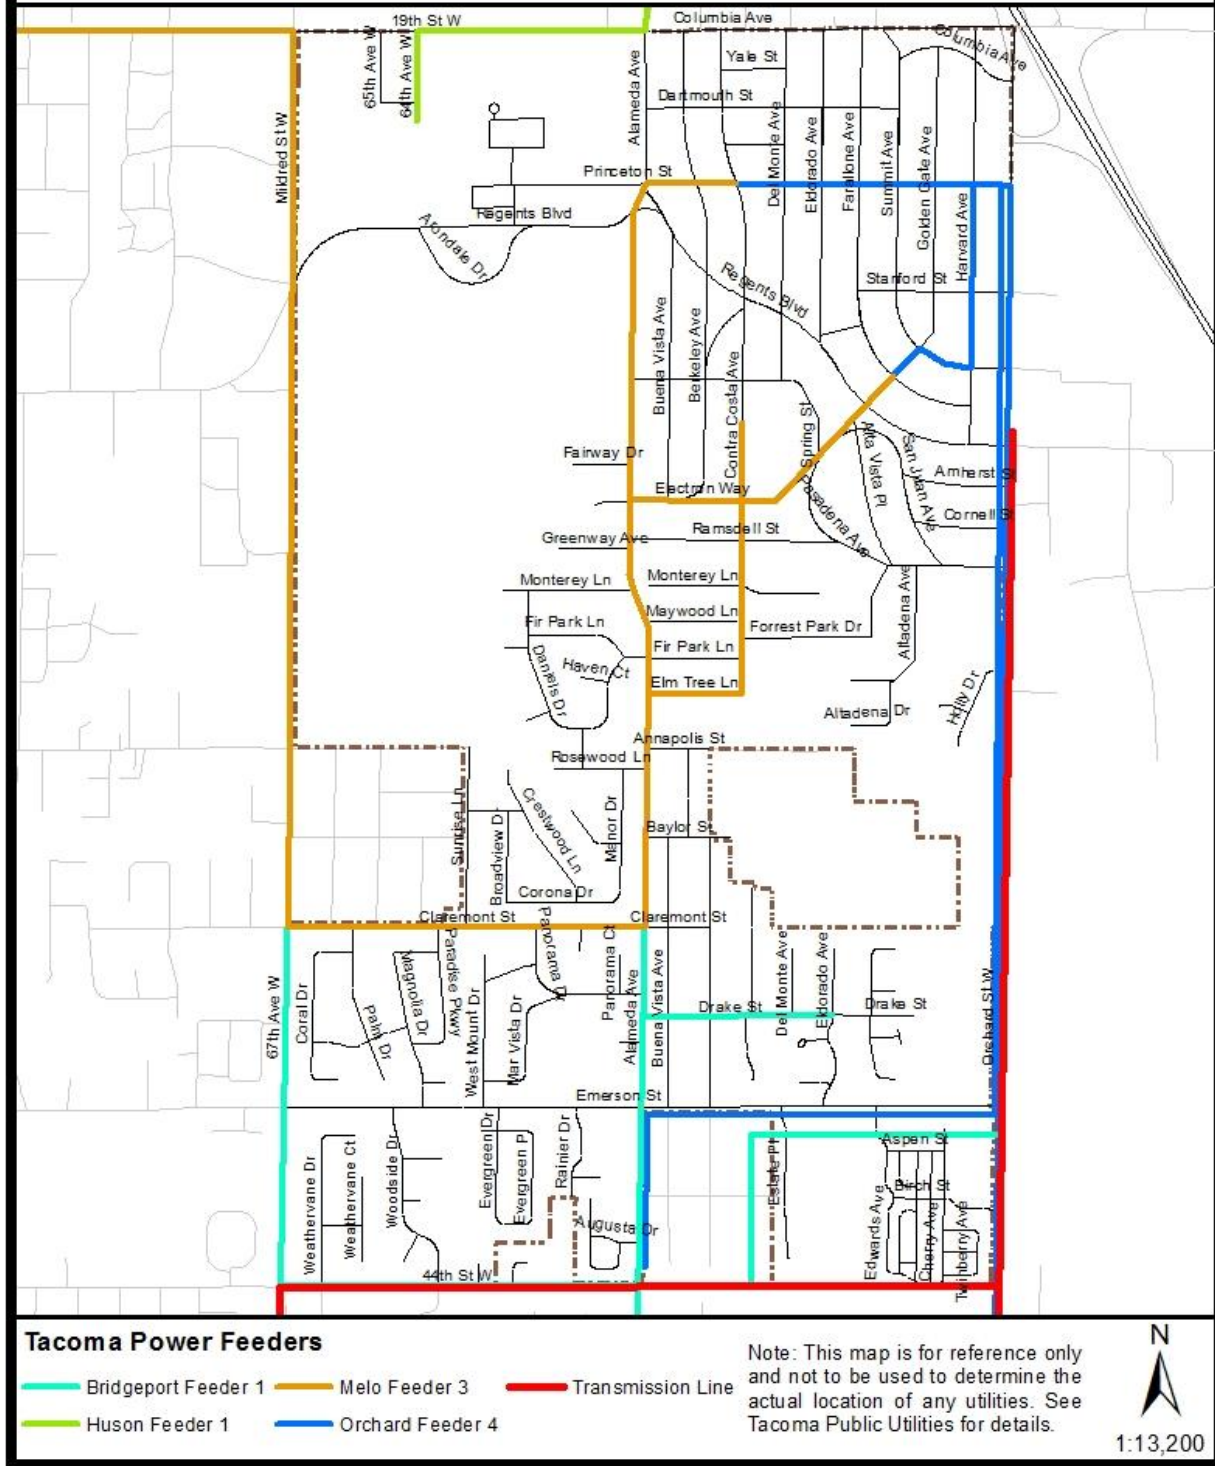 19th St W
Columbia Ave
Columbia Ave
65th Ave W
64th Ave W
Yale St
Dartmouth St
Alameda Ave
Mildred St W
Del Monte Ave
Eldorado Ave
Farallone Ave
Summit Ave
Golden Gate Ave
Harvard Ave
Princeton St
Regents Blvd
Arondale Dr
Regents Blvd
Stanford St
Buena Vista Ave
Berkeley Ave
Contra Costa Ave
Spring St
Alta Vista Pl
San Juan Ave
Fairway Dr
Amherst St
Electron Way
Pasadena Ave
Cornell St
Greenway Ave
Ramsdell St
Monterey Ln
Monterey Ln
Maywood Ln
Altadena Ave
Fir Park Ln
Forrest Park Dr
Fir Park Ln
Haven Ct
Daniels Dr
Elm Tree Ln
Altadena Dr
Holly Dr
Annapolis St
Rosewood Ln
Sunrise Ln
Broadview Dr
Crestwood Ln
Manor Dr
Baylor St
Corona Dr
Claremont St
Claremont St
Paradise Pkwy
Panorama Dr
Panorama Ct
67th Ave W
Coral Dr
Palm Dr
Magnolia Dr
West Mount Dr
Mar Vista Dr
Alameda Ave
Buena Vista Ave
Del Monte Ave
Eldorado Ave
Drake St
Drake St
Orchard St W
Emerson St
Weathervane Dr
Weathervane Ct
Woodside Dr
Evergreen Dr
Evergreen P
Rainier Dr
Augusta Dr
Estate Pl
Aspen St
Birch St
Edwards Ave
Cherry Ave
Twinberry Ave
44th St W
Tacoma Power Feeders
Bridgeport Feeder 1
Melo Feeder 3
Transmission Line
Huson Feeder 1
Orchard Feeder 4
Note: This map is for reference only
and not to be used to determine the
actual location of any utilities. See
Tacoma Public Utilities for details.
N
1:13,200